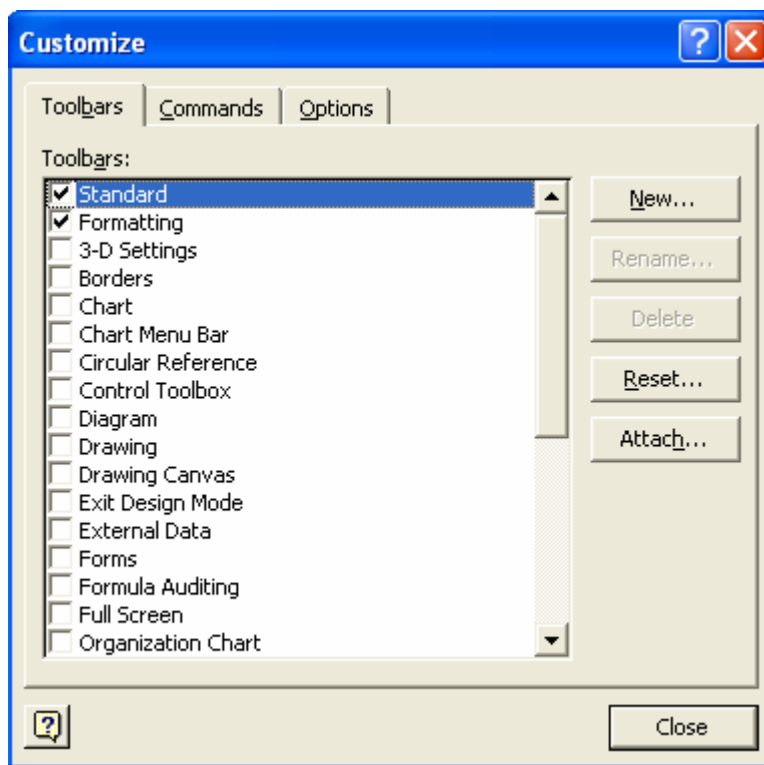 Customize
Toolbars Commands Options
Toolbars:
Standard
Formatting
3-D Settings
Borders
Chart
Chart Menu Bar
Circular Reference
Control Toolbox
Diagram
Drawing
Drawing Canvas
Exit Design Mode
External Data
Forms
Formula Auditing
Full Screen
Organization Chart
New...
Rename...
Delete
Reset...
Attach...
Close